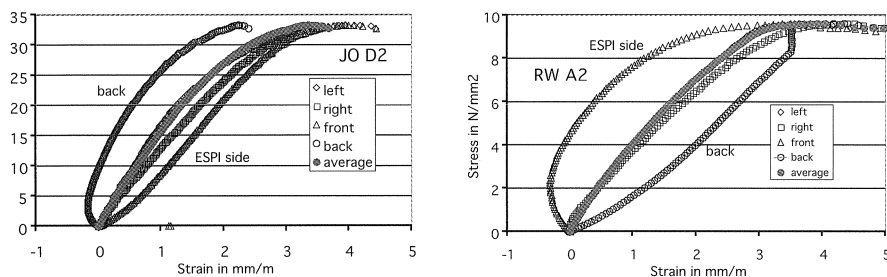 35
30
25
20
15
10
5
0
-1
0
1
2
3
4
5
Strain in mm/m
JO D2
back
ESPI side
left
right
front
back
average
Stress in N/mm2
10
8
6
4
2
0
-1
0
1
2
3
4
5
Strain in mm/m
RW A2
ESPI side
back
left
right
front
back
average